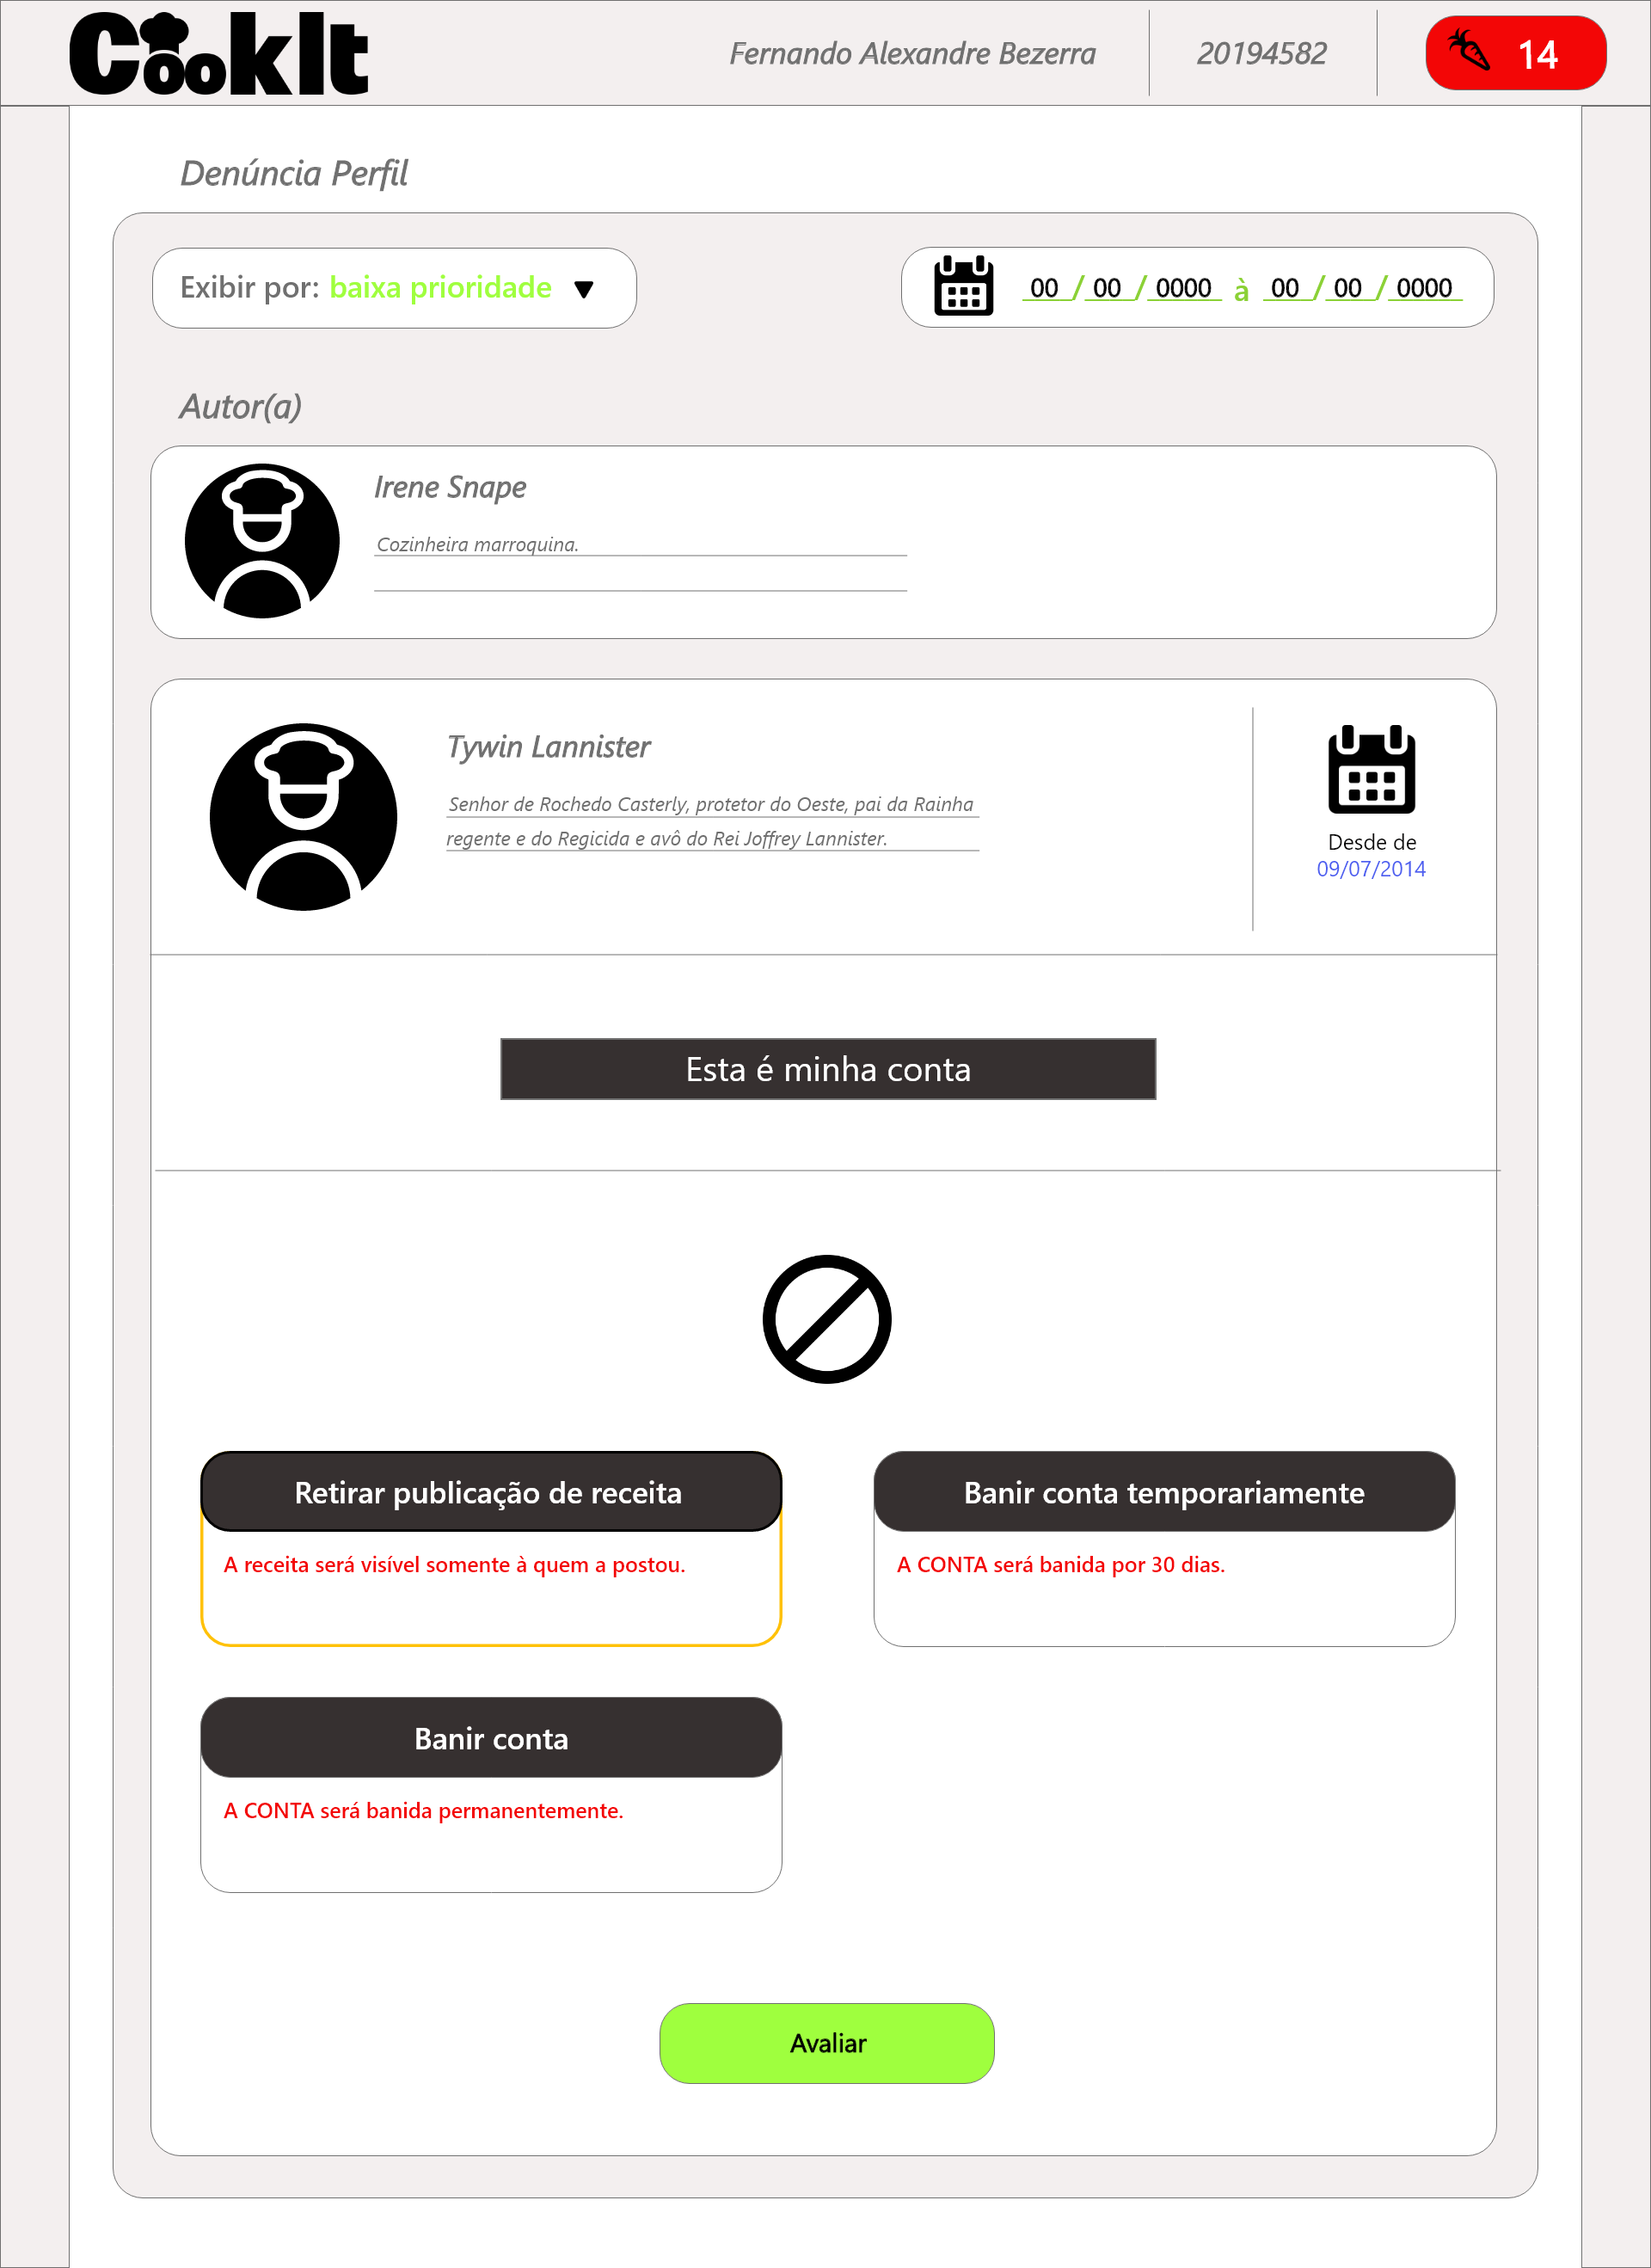 CookIt
Fernando Alexandre Bezerra
20194582
14
Denúncia Perfil
Exibir por: baixa prioridade
00/00/0000 à 00/00/0000
Autor(a)
Irene Snape
Cozinheira marroquina.
Tywin Lannister
Senhor de Rochedo Casterly, protetor do Oeste, pai da Rainha
regente e do Regicida e avô do Rei Joffrey Lannister.
Desde de
09/07/2014
Esta é minha conta
Retirar publicação de receita
A receita será visível somente à quem a postou.
Banir conta temporariamente
A CONTA será banida por 30 dias.
Banir conta
A CONTA será banida permanentemente.
Avaliar